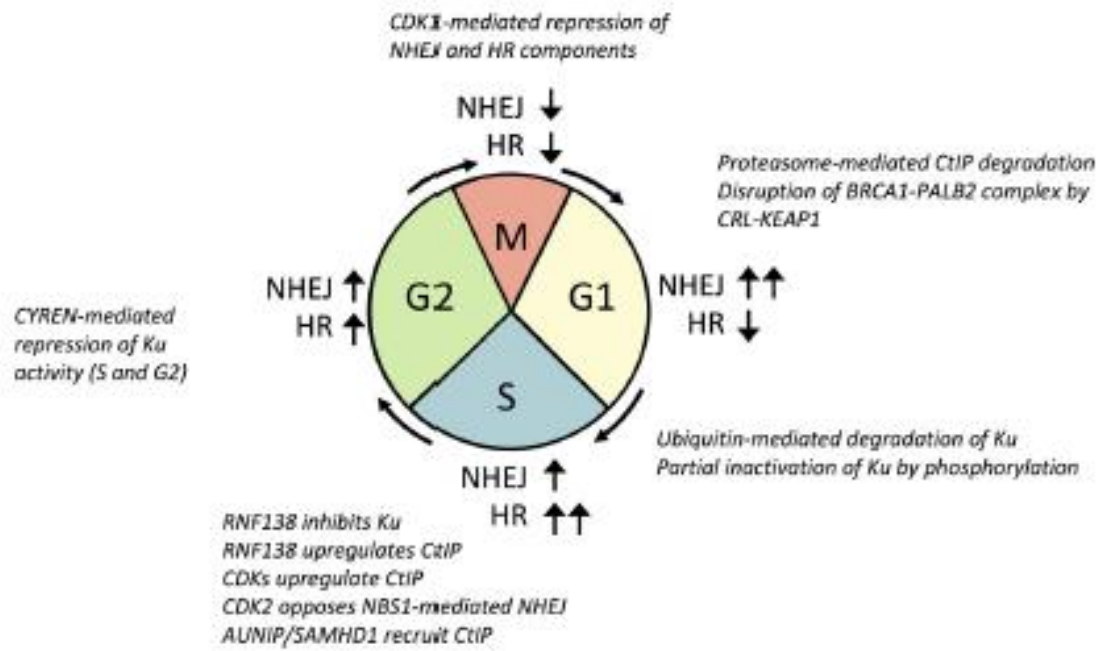 CDK1-mediated repression of
NHEJ and HR components
NHEJ ↓
HR ↓
Proteasome-mediated CtIP degradation
Disruption of BRCA1-PALB2 complex by
CRL-KEAP1
M
G2
G1
S
NHEJ ↑
HR ↑
NHEJ ↑↑
HR ↓
CYREN-mediated
repression of Ku
activity (S and G2)
Ubiquitin-mediated degradation of Ku
Partial inactivation of Ku by phosphorylation
NHEJ ↑
HR ↑↑
RNF138 inhibits Ku
RNF138 upregulates CtIP
CDKs upregulate CtIP
CDK2 opposes NBS1-mediated NHEJ
AUNIP/SAMHD1 recruit CtIP